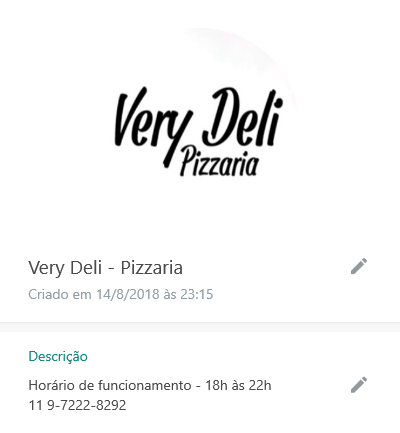 Very Deli
Pizzaria
Very Deli - Pizzaria
Criado em 14/8/2018 às 23:15
Descrição
Horário de funcionamento - 18h às 22h
11 9-7222-8292